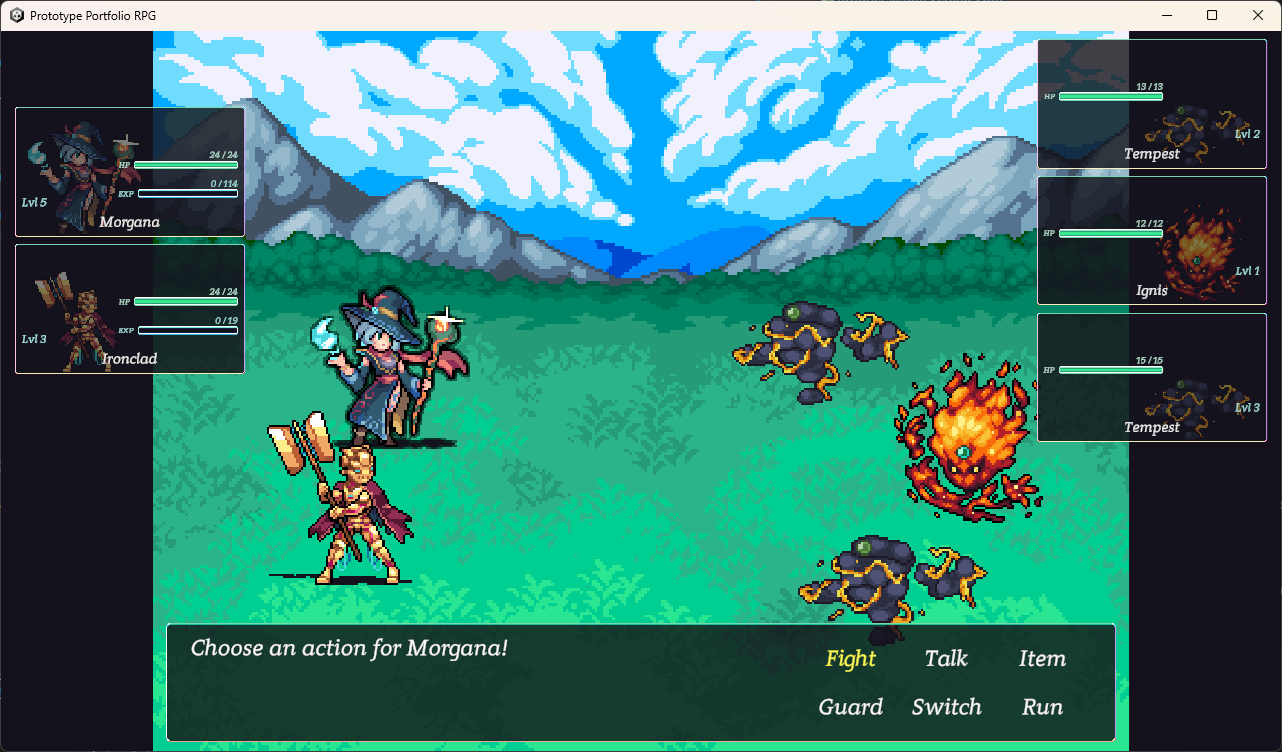 Prototype Portfolio RPG
24 / 24
HP
0 / 114
EXP
Lvl 5
Morgana
24 / 24
HP
0 / 19
EXP
Lvl 3
Ironclad
13 / 13
HP
Lvl 2
Tempest
12 / 12
HP
Lvl 1
Ignis
15 / 15
HP
Lvl 3
Tempest
Choose an action for Morgana!
Fight Talk Item
Guard Switch Run